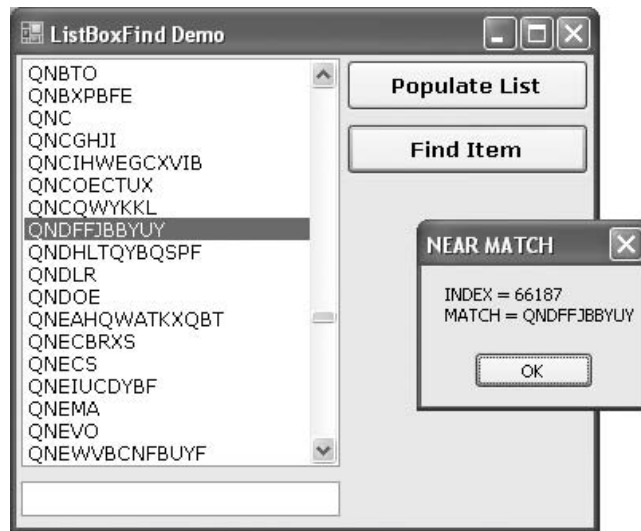 ListBoxFind Demo
QNBTO
QNBXPBFE
QNC
QNCGHJI
QNCIHWEGCXVIB
QNCOECTUX
QNCQWYKKL
QNDFFJBBYUY
QNDHLTQYBQSPF
QNDLR
QNDOE
QNEAHQWATKXQBT
QNECBRXS
QNECS
QNEIUCDYBF
QNEMA
QNEVO
QNEWVBCNFBUYF
Populate List
Find Item
NEAR MATCH
INDEX = 66187
MATCH = QNDFFJBBYUY
OK